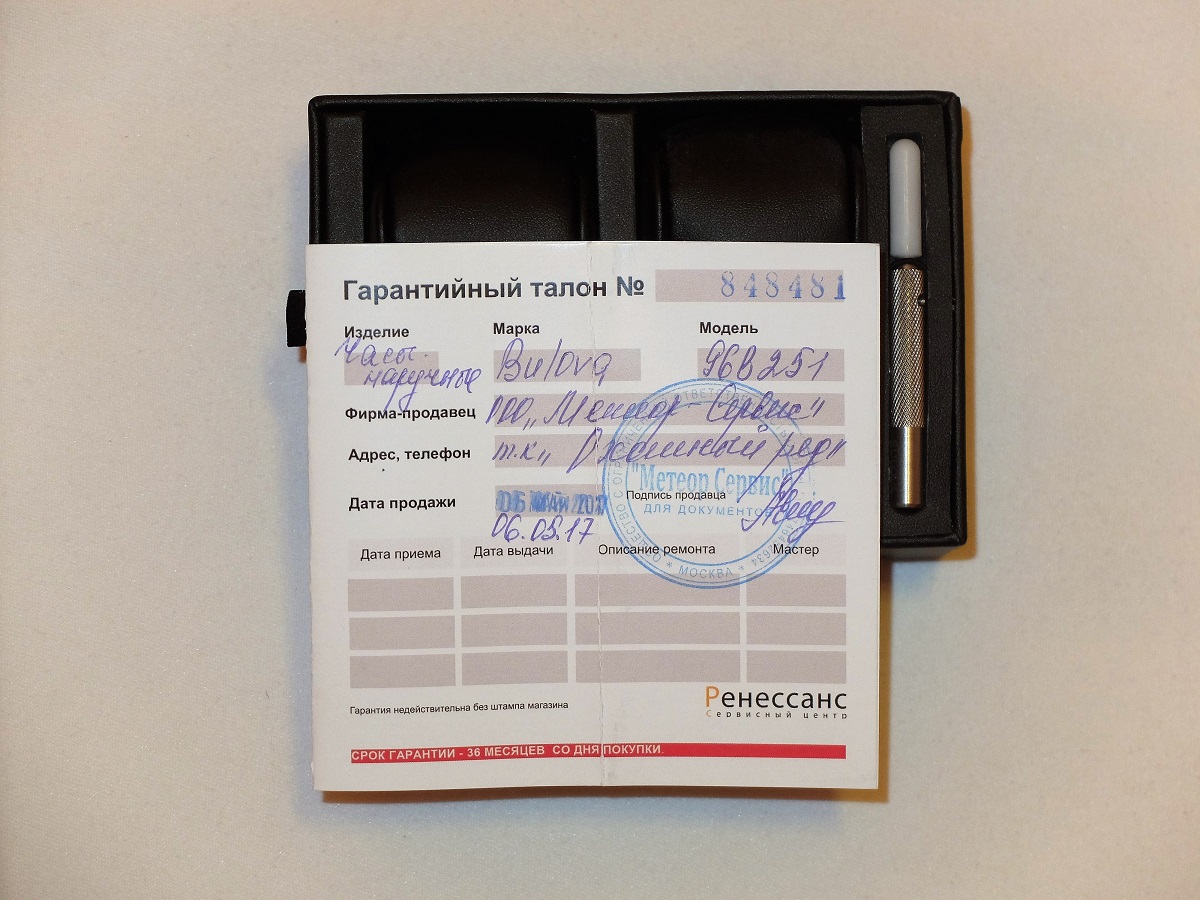 Гарантийный талон № 848481
Изделие Марка Модель
Часы наручные Bulova 96B251
Фирма-продавец ООО „Метеор-Сервис"
Адрес, телефон т.к „Охотный ряд"
"Метеор Сервис"
Дата продажи Подпись продавца
ДЛЯ ДОКУМЕНТОВ
06.05.17
Дата приема Дата выдачи Описание ремонта Мастер
* МОСКВА *
Ренессанс
Сервисный центр
Гарантия недействительна без штампа магазина
СРОК ГАРАНТИИ - 36 МЕСЯЦЕВ СО ДНЯ ПОКУПКИ.